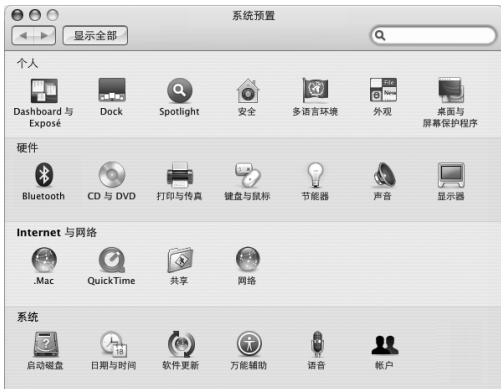 系统预置
显示全部
个人
Dashboard 与 Exposé
Dock
Spotlight
安全
多语言环境
File
New
外观
桌面与
屏幕保护程序
硬件
Bluetooth
CD 与 DVD
打印与传真
键盘与鼠标
节能器
声音
显示器
Internet 与网络
.Mac
QuickTime
共享
网络
系统
启动磁盘
18
日期与时间
软件更新
万能辅助
语音
帐户